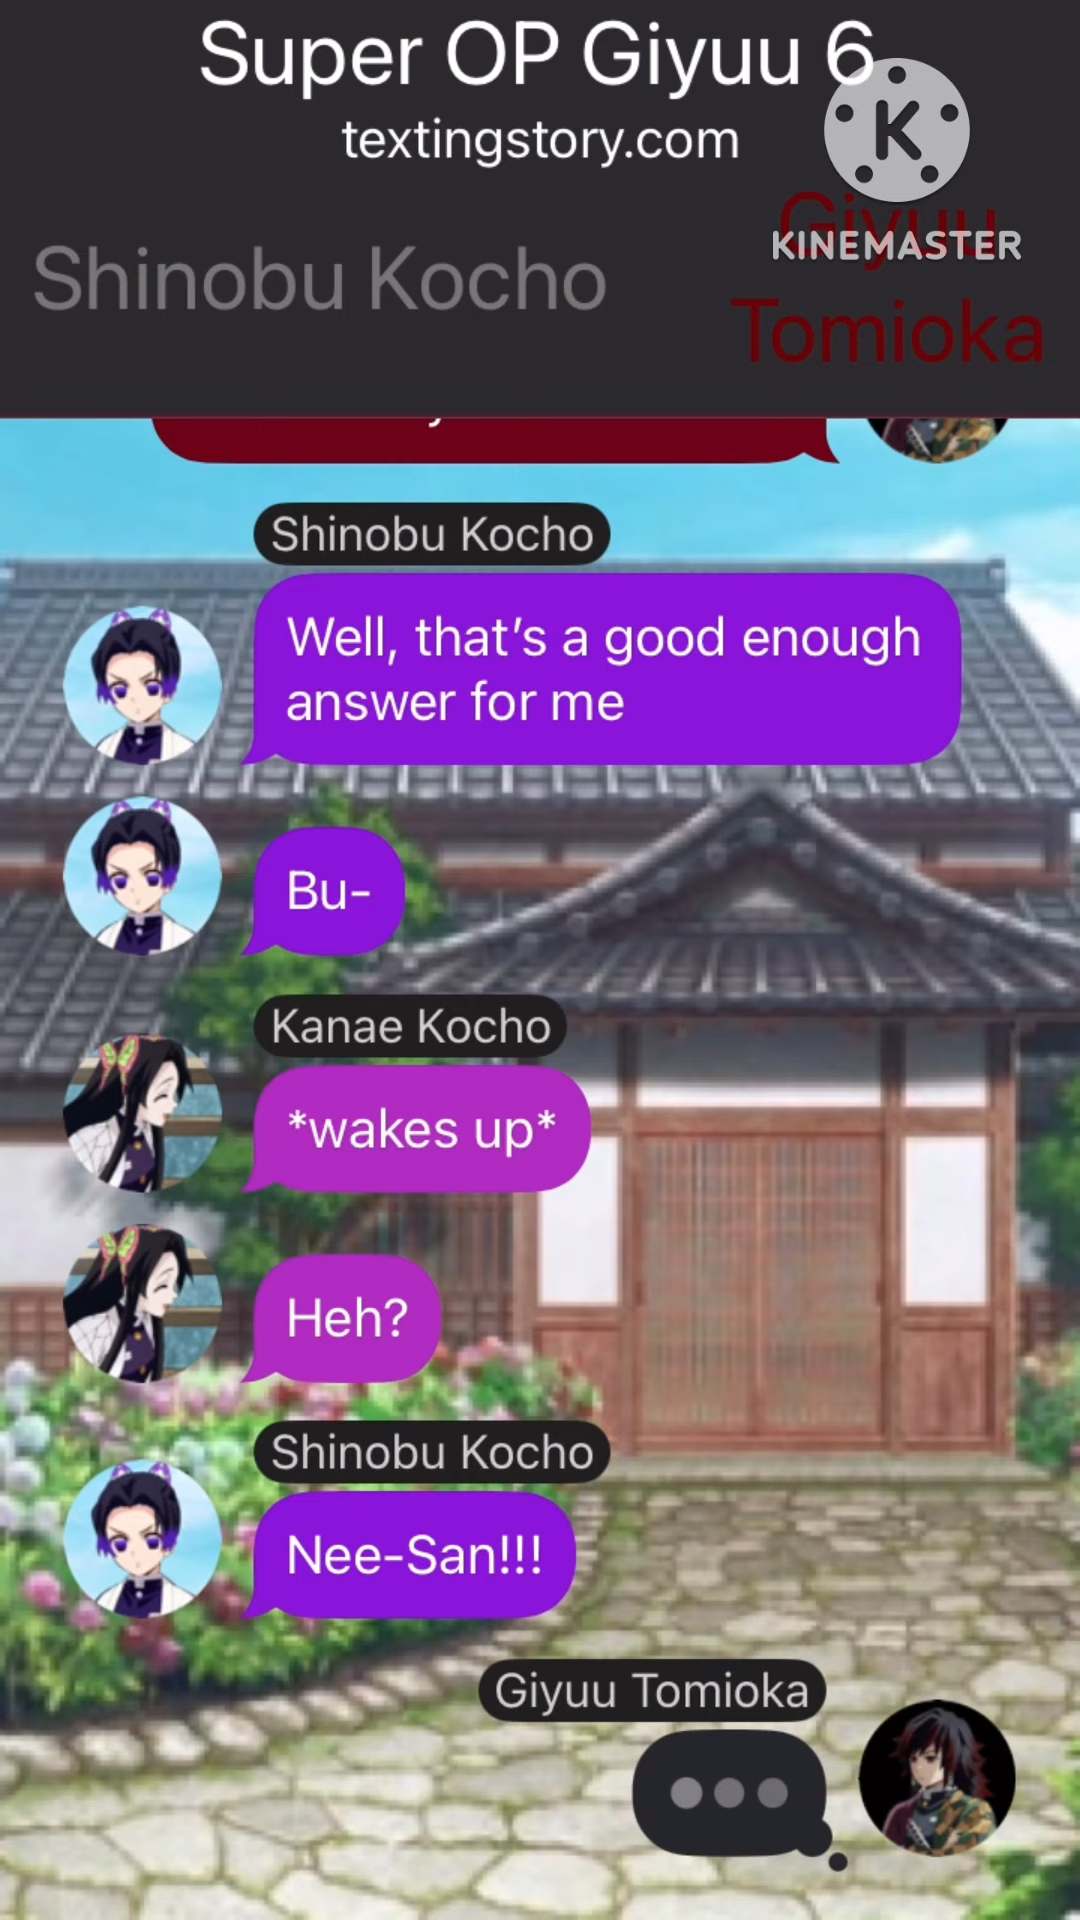 Super OP Giyuu 6
textingstory.com
K
Giyuu
KINEMASTER
Shinobu Kocho
Tomioka
Shinobu Kocho
Well, that’s a good enough
answer for me
Bu-
Kanae Kocho
*wakes up*
Heh?
Shinobu Kocho
Nee-San!!!
Giyuu Tomioka